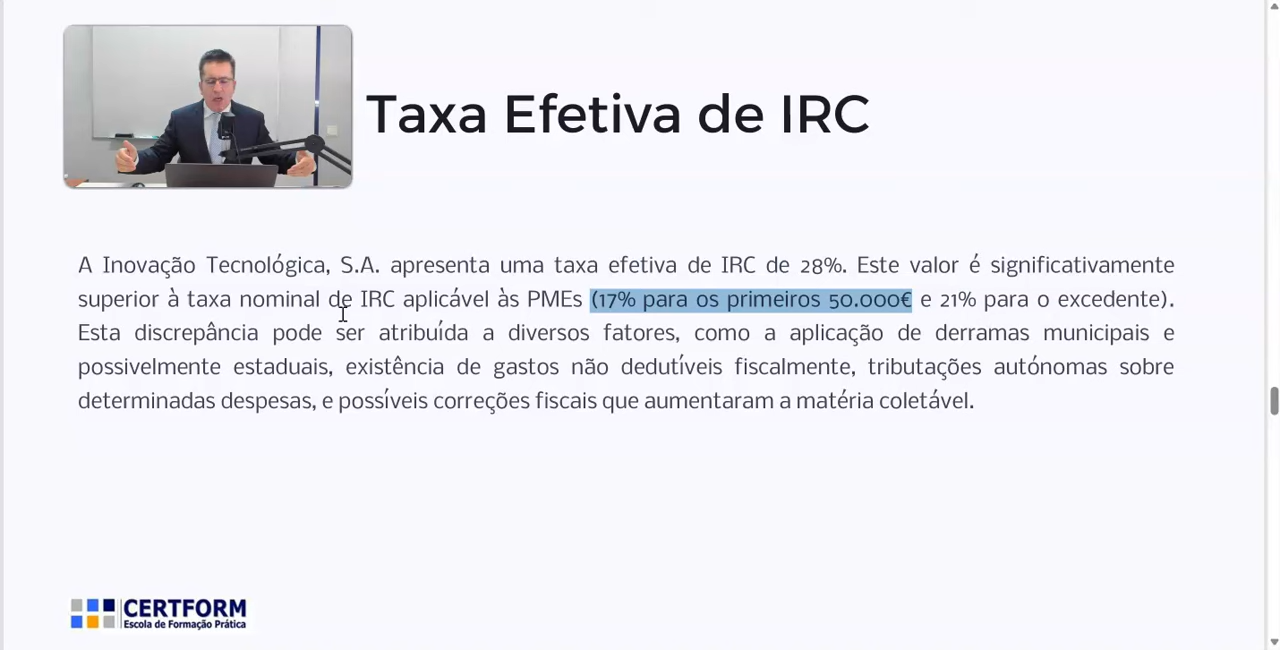 Taxa Efetiva de IRC
A Inovação Tecnológica, S.A. apresenta uma taxa efetiva de IRC de 28%. Este valor é significativamente
superior à taxa nominal de IRC aplicável às PMEs (17% para os primeiros 50.000€ e 21% para o excedente).
Esta discrepância pode ser atribuída a diversos fatores, como a aplicação de derramas municipais e
possivelmente estaduais, existência de gastos não dedutíveis fiscalmente, tributações autónomas sobre
determinadas despesas, e possíveis correções fiscais que aumentaram a matéria coletável.
CERTFORM
Escola de Formação Prática